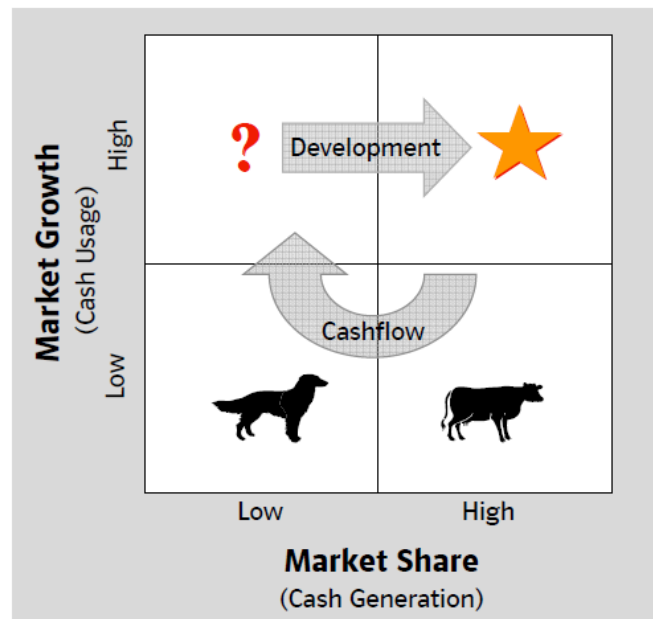 Market Growth
(Cash Usage)
High
Low
?
Development
Cashflow
Low
High
Market Share
(Cash Generation)